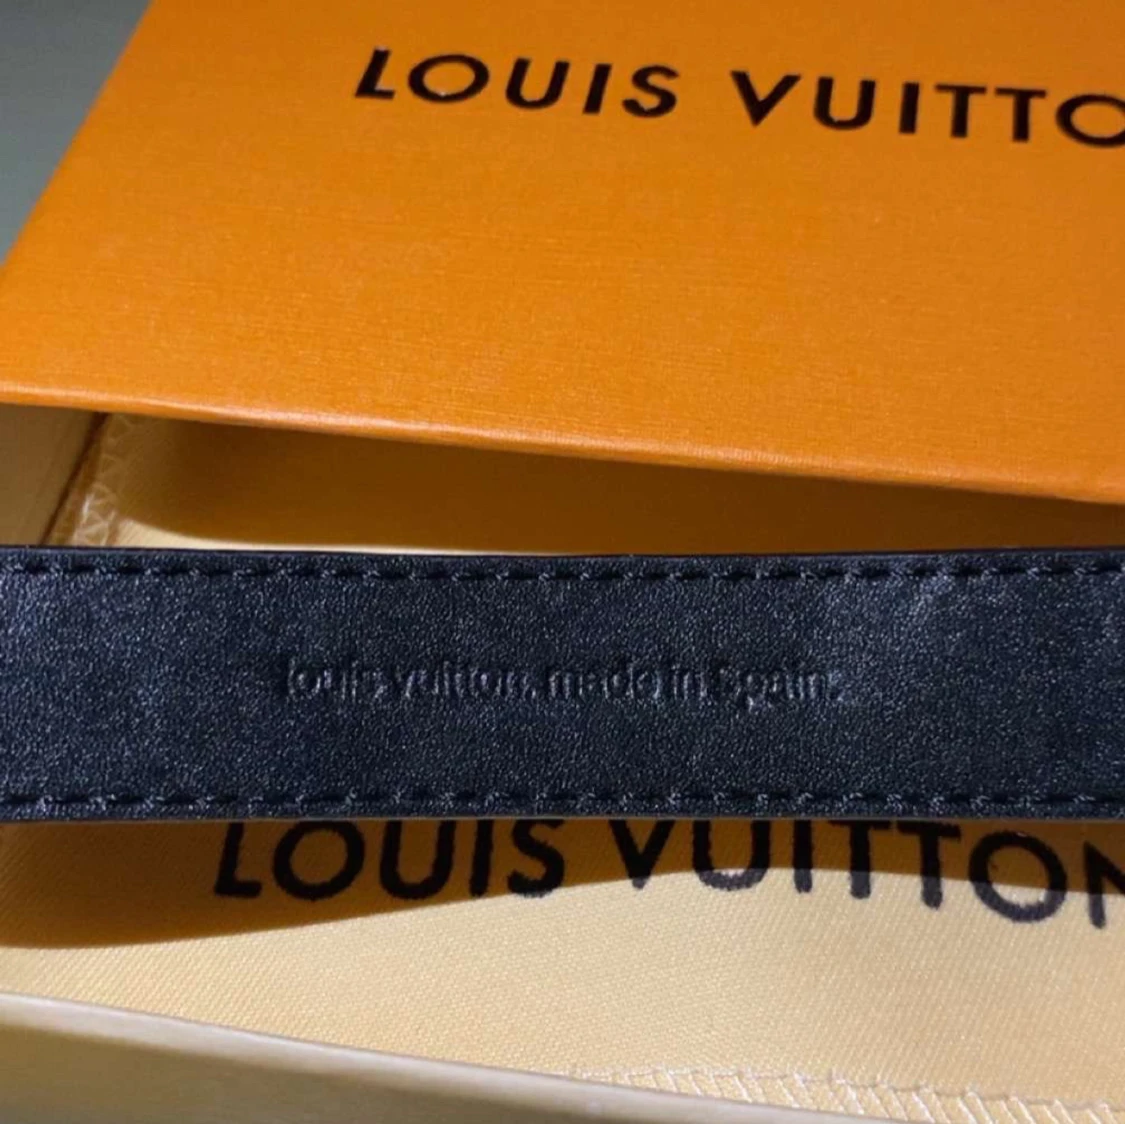 LOUIS VUITTO
louis vuitton. made in Spain.
LOUIS VUITTON